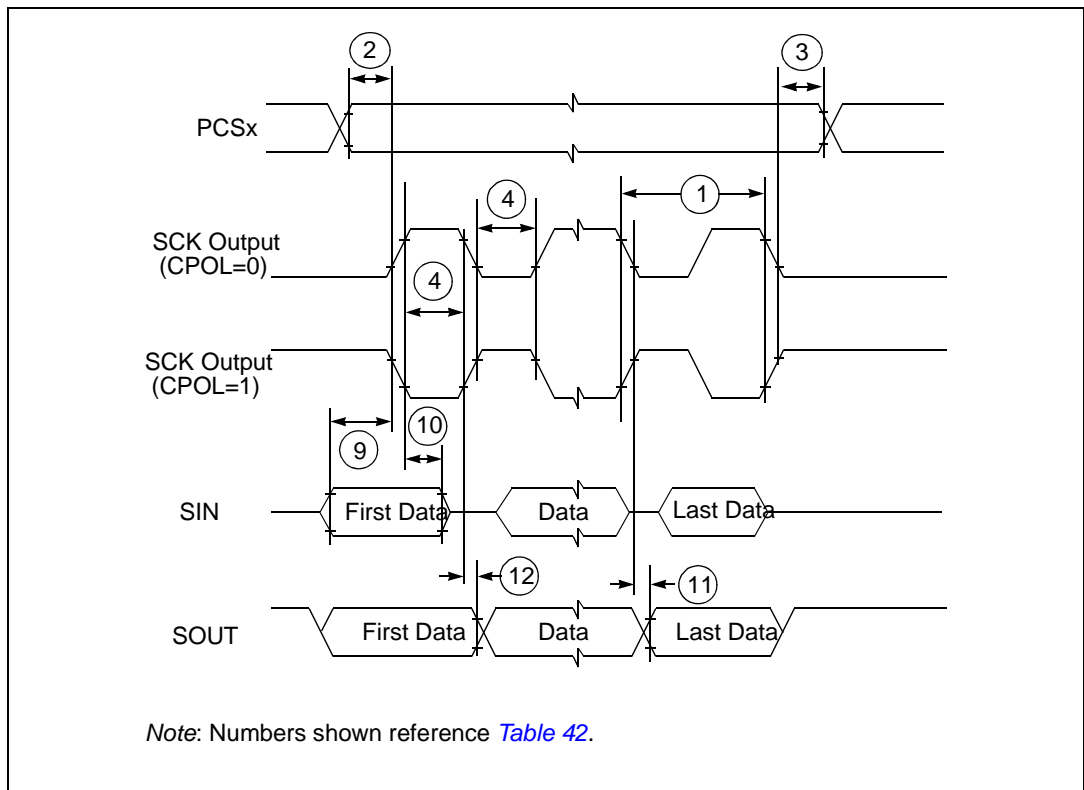 2
3
PCSx
4
1
SCK Output
(CPOL=0)
4
SCK Output
(CPOL=1)
10
9
SIN
First Data
Data
Last Data
12
11
SOUT
First Data
Data
Last Data
Note: Numbers shown reference Table 42.